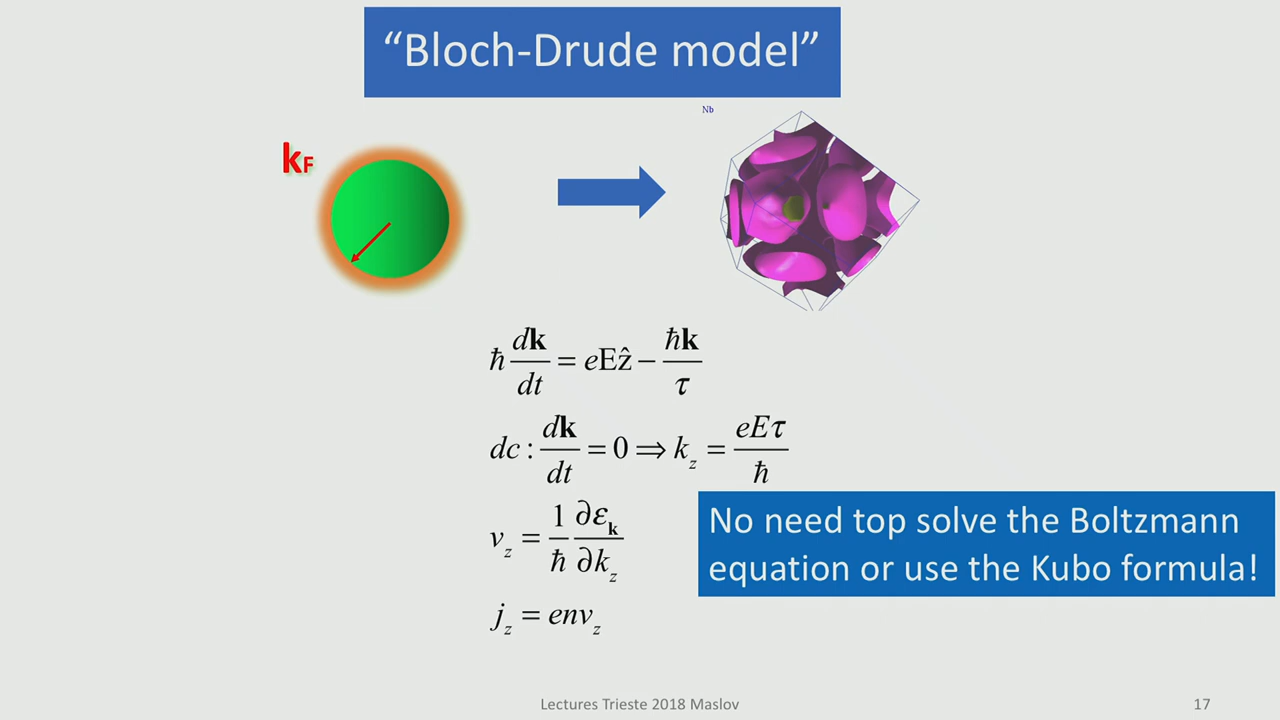 “Bloch-Drude model”
Nb
kF
ħ d𝐤/dt = eEẑ − ħ𝐤/τ
dc : d𝐤/dt = 0 ⇒ k_z = eEτ/ħ
v_z = 1/ħ ∂ε_𝐤/∂k_z
No need top solve the Boltzmann
equation or use the Kubo formula!
j_z = env_z
Lectures Trieste 2018 Maslov
17